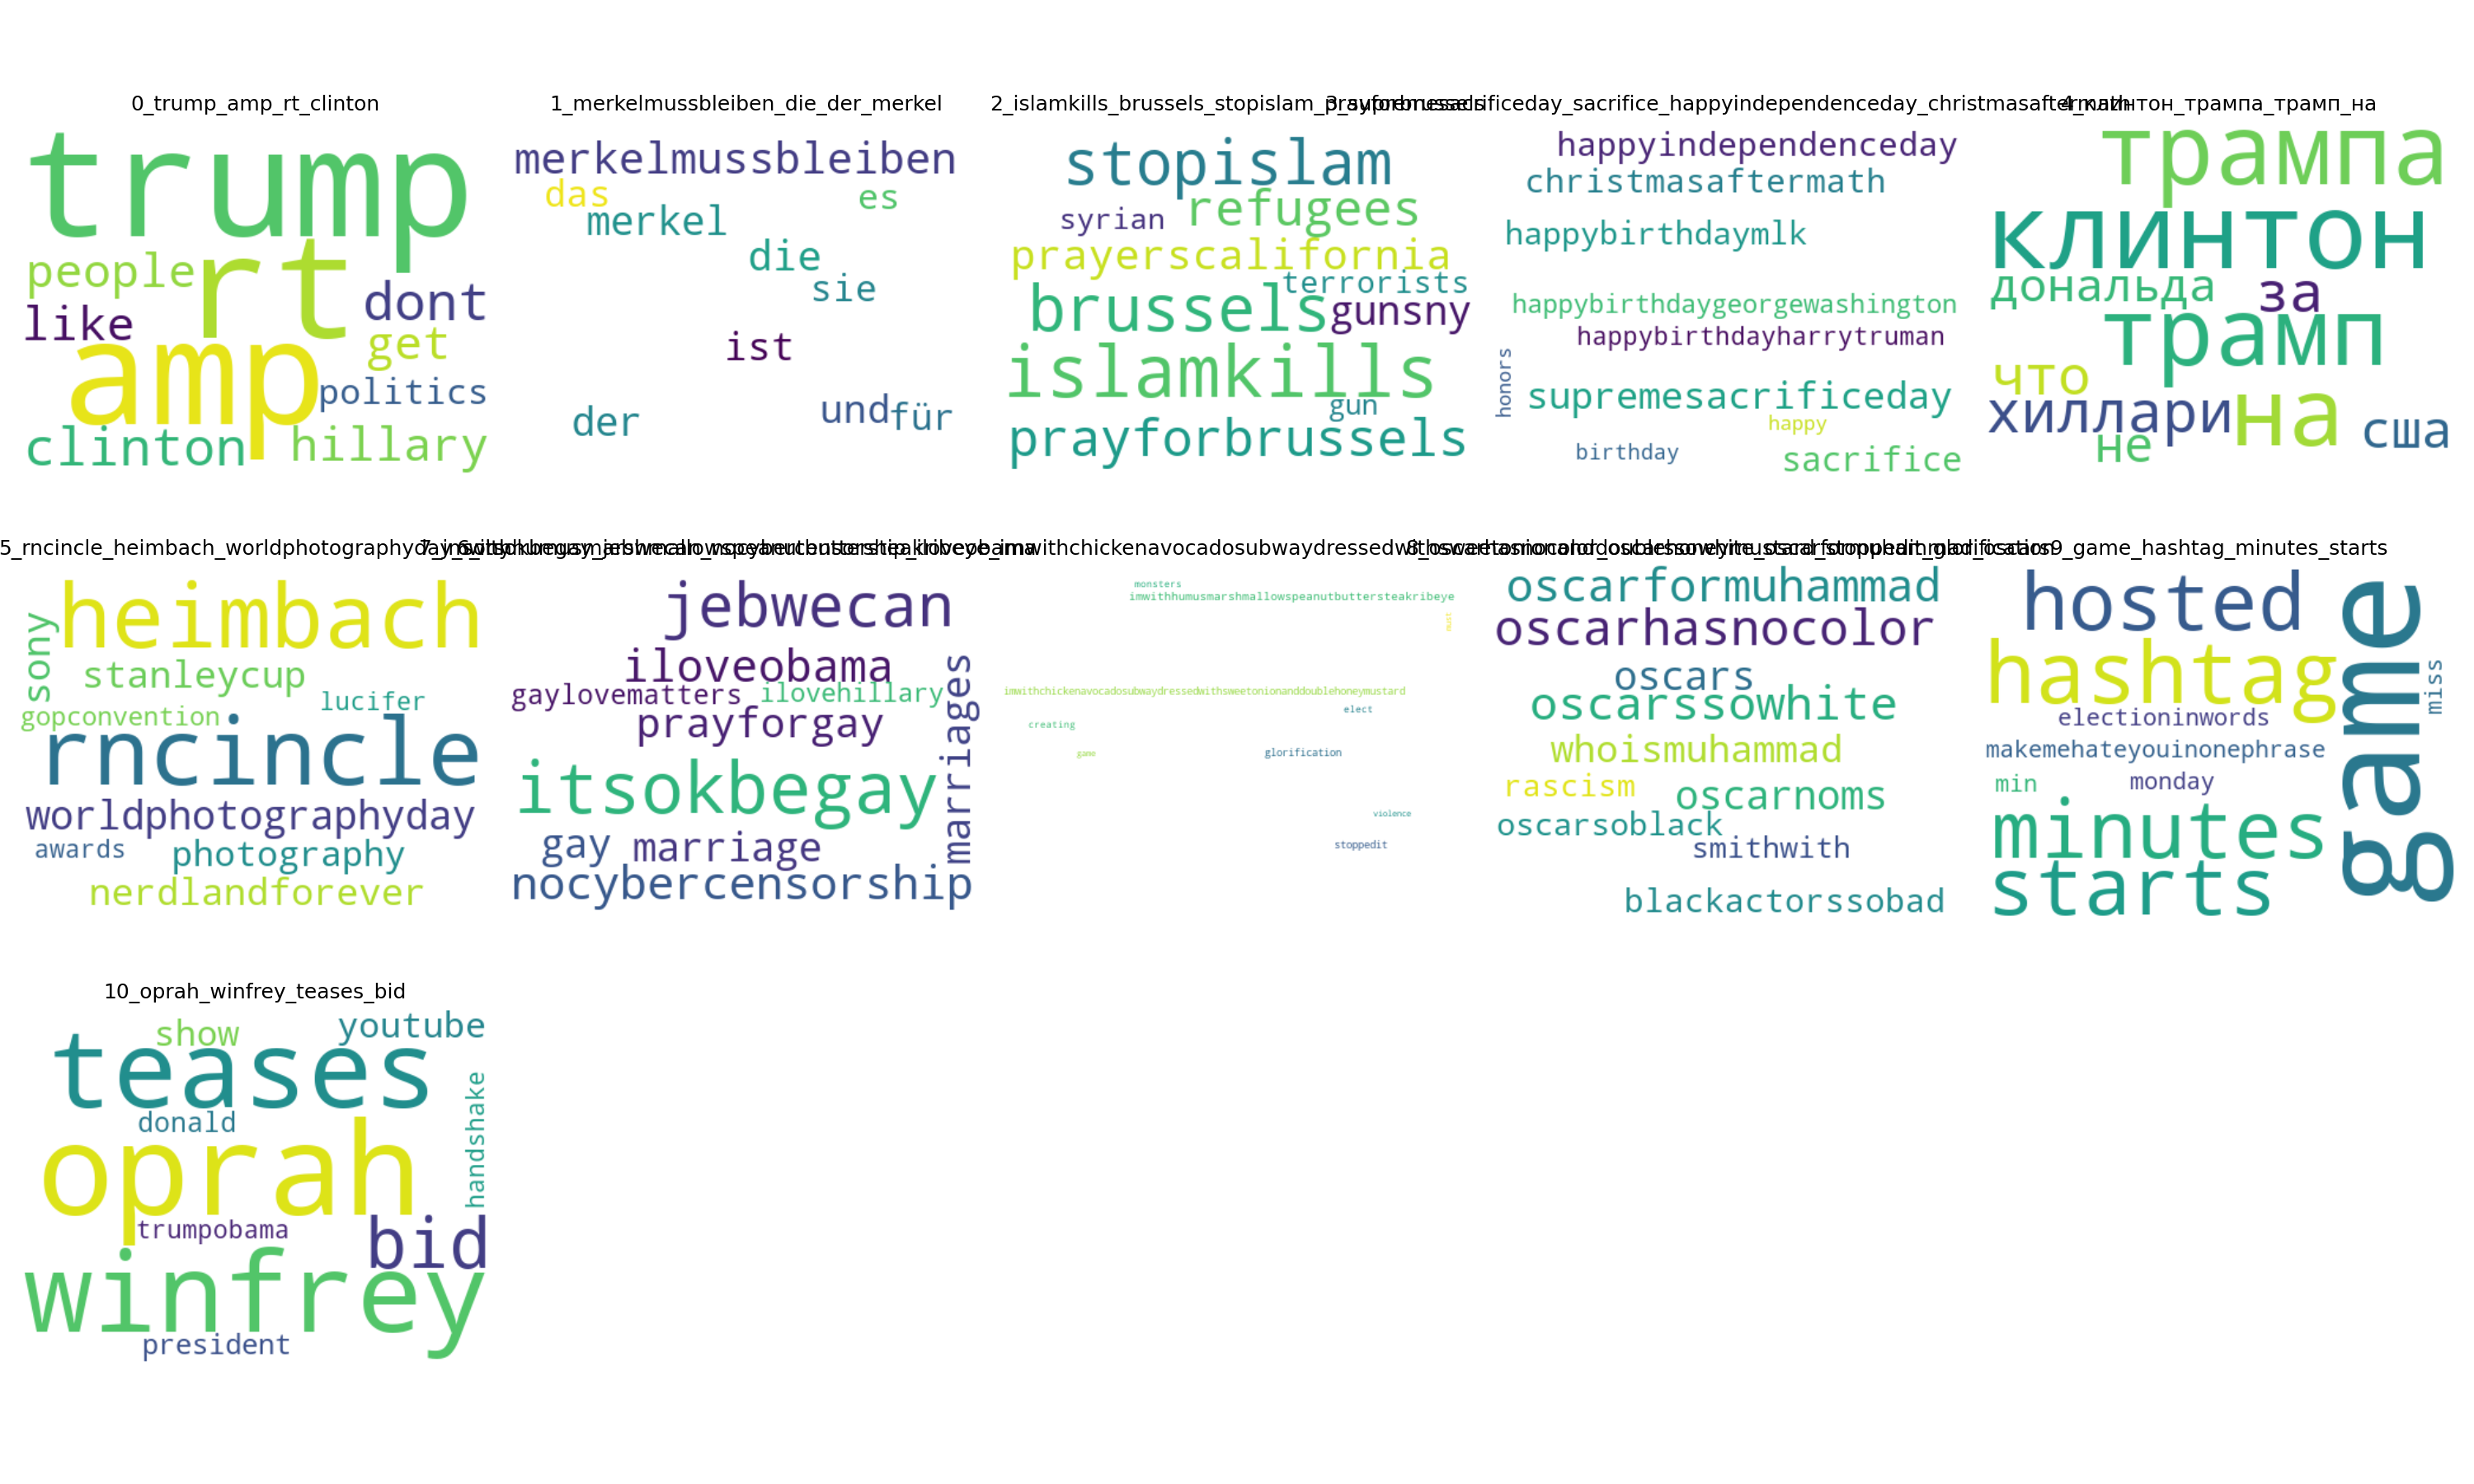 0_trump_amp_rt_clinton
trump
rt
people
dont
like
get
amp
politics
clinton
hillary
1_merkelmussbleiben_die_der_merkel
merkelmussbleiben
das
es
merkel
die
sie
ist
und
für
der
2_islamkills_brussels_stopislam_prayforbrussels
stopislam
refugees
syrian
prayerscalifornia
terrorists
brussels
gunsny
islamkills
gun
prayforbrussels
3_supremesacrificeday_sacrifice_happyindependenceday_christmasaftermath
happyindependenceday
christmasaftermath
happybirthdaymlk
happybirthdaygeorgewashington
happybirthdayharrytruman
honors
supremesacrificeday
happy
birthday
sacrifice
4_клинтон_трампа_трамп_на
трампа
клинтон
дональда
за
трамп
что
хиллари
на
не
сша
5_rncincle_heimbach_worldphotographyday_sony
heimbach
sony
stanleycup
lucifer
gopconvention
rncincle
worldphotographyday
awards
photography
nerdlandforever
6_itsokbegay_jebwecan_nocybercensorship_iloveobama
jebwecan
iloveobama
gaylovematters
ilovehillary
prayforgay
marriages
itsokbegay
gay
marriage
nocybercensorship
monsters
imwithhumusmarshmallowspeanutbuttersteakribeye
must
imwithchickenavocadosubwaydressedwithsweetonionanddoublehoneymustard
elect
creating
game
glorification
violence
stoppedit
oscarformuhammad
oscarhasnocolor
oscars
oscarssowhite
whoismuhammad
rascism
oscarnoms
oscarsoblack
smithwith
blackactorssobad
9_game_hashtag_minutes_starts
hosted
game
hashtag
miss
electioninwords
makemehateyouinonephrase
min
monday
minutes
starts
10_oprah_winfrey_teases_bid
show
youtube
teases
donald
handshake
oprah
trumpobama
bid
winfrey
president